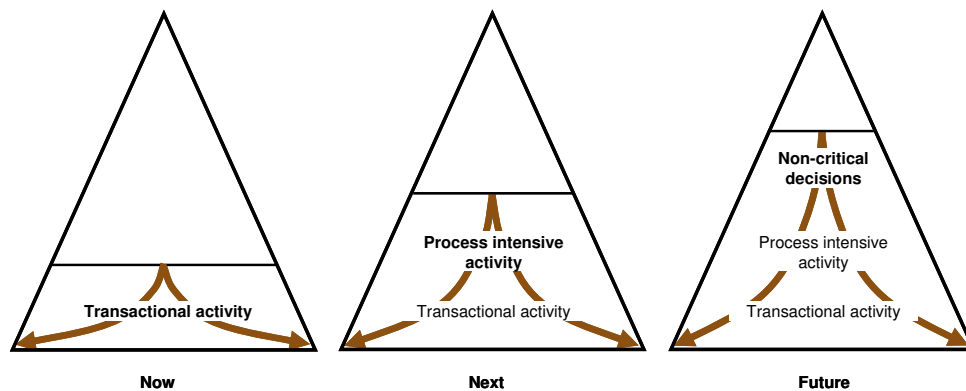 Transactional activity
Now
Process intensive
activity
Transactional activity
Next
Non-critical
decisions
Process intensive
activity
Transactional activity
Future